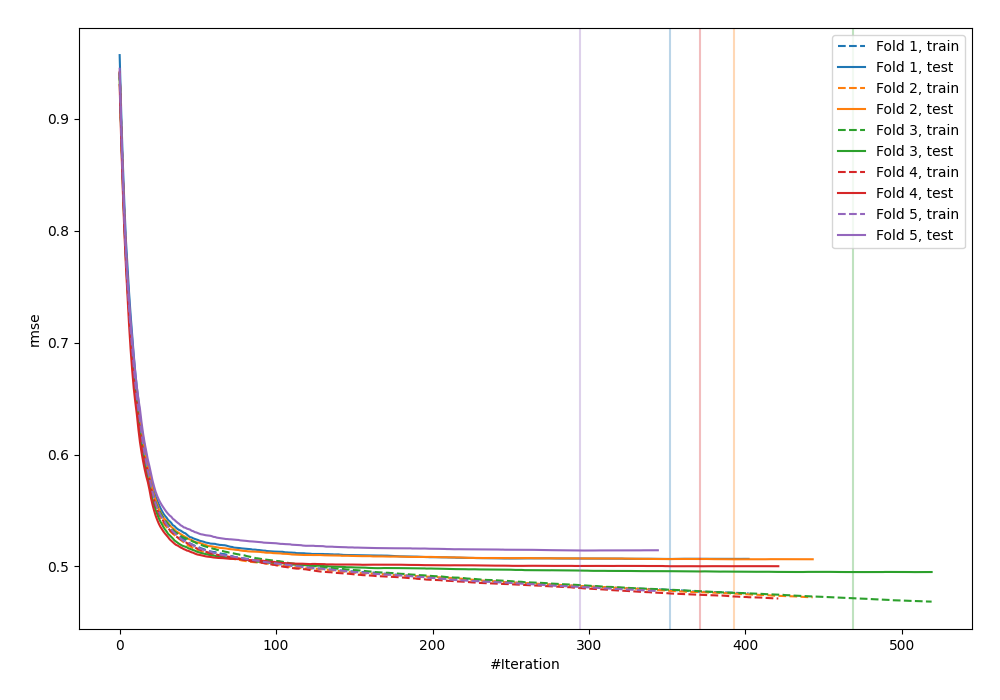 0.9
0.8
0.7
0.6
0.5
rmse
0
100
200
300
400
500
#Iteration
Fold 1, train
Fold 1, test
Fold 2, train
Fold 2, test
Fold 3, train
Fold 3, test
Fold 4, train
Fold 4, test
Fold 5, train
Fold 5, test